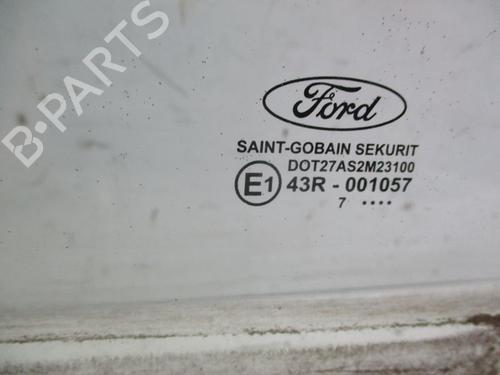 B-PARTS
Ford
SAINT-GOBAIN SEKURIT
DOT27AS2M23100
E1 43R - 001057
7 ••••